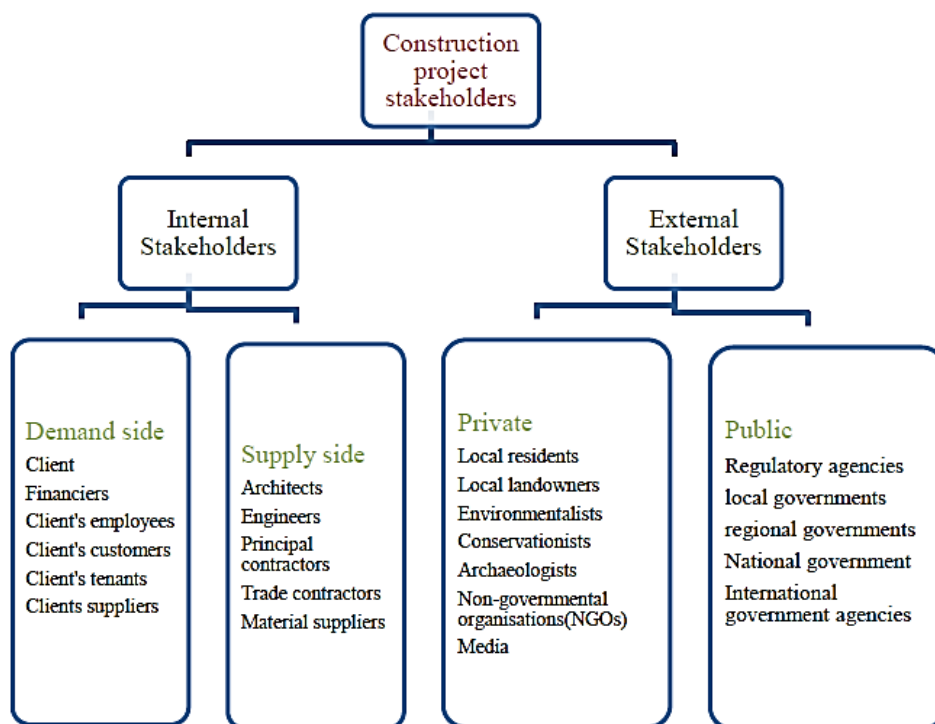 Construction
project
stakeholders
Internal
Stakeholders
External
Stakeholders
Demand side
Client
Financiers
Client's employees
Client's customers
Client's tenants
Clients suppliers
Supply side
Architects
Engineers
Principal
contractors
Trade contractors
Material suppliers
Private
Local residents
Local landowners
Environmentalists
Conservationists
Archaeologists
Non-governmental
organisations(NGOs)
Media
Public
Regulatory agencies
local governments
regional governments
National government
International
government agencies